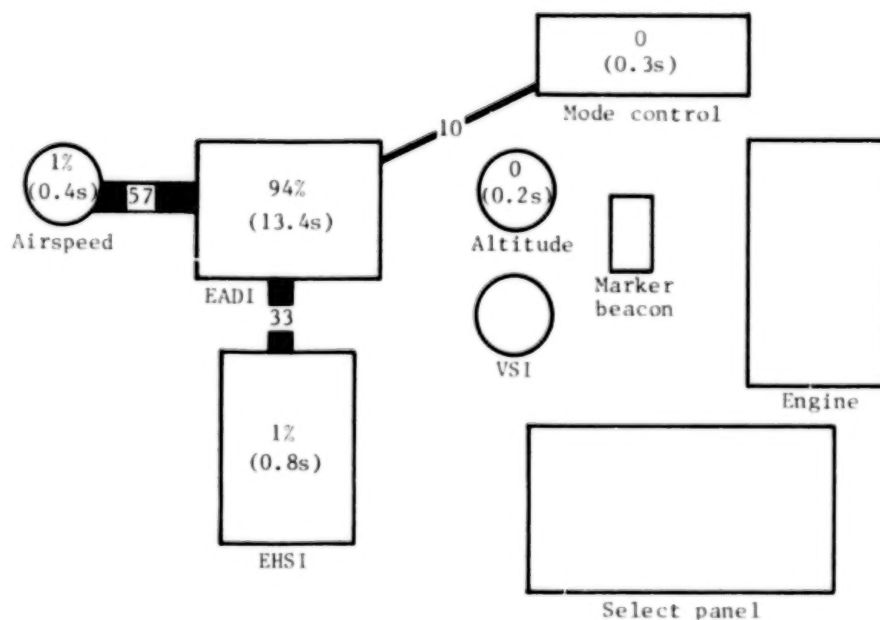 0
(0.3s)
Mode control
10
1%
(0.4s)
57
Airspeed
94%
(13.4s)
EADI
0
(0.2s)
Altitude
Marker
beacon
33
VSI
Engine
1%
(0.8s)
EHSI
Select panel